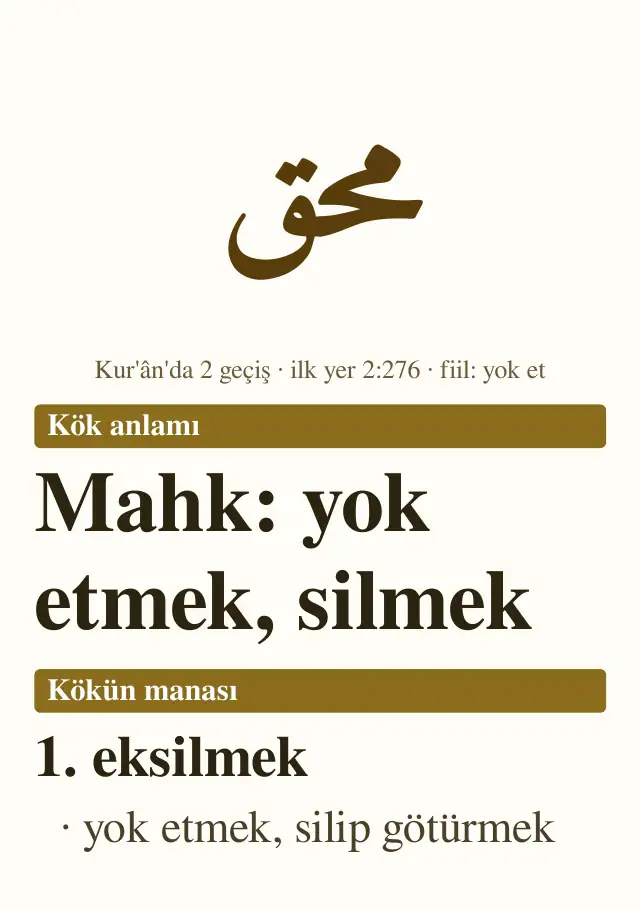 محق
Kur'ân'da 2 geçiş · ilk yer 2:276 · fiil: yok et
Kök anlamı
Mahk: yok
etmek, silmek
Kökün manası
1. eksilmek
· yok etmek, silip götürmek